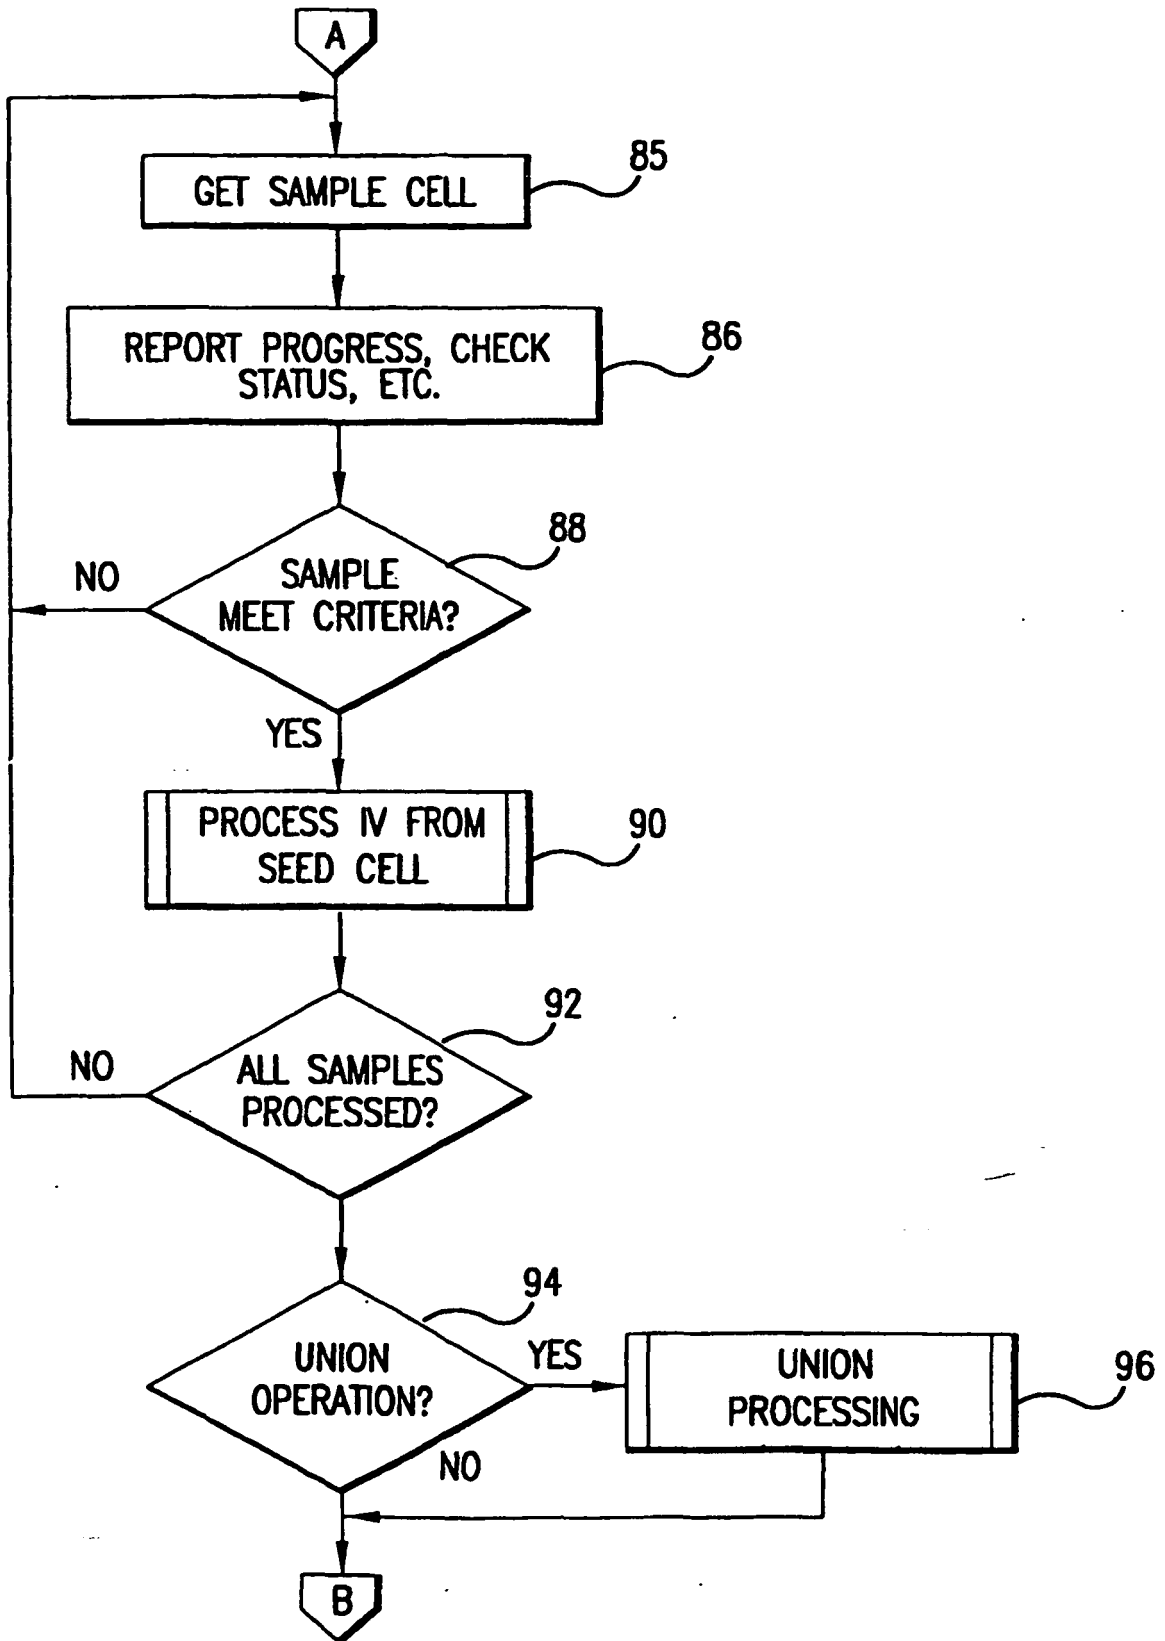 A
GET SAMPLE CELL
85
REPORT PROGRESS, CHECK
STATUS, ETC.
86
SAMPLE
MEET CRITERIA?
88
NO
YES
PROCESS IV FROM
SEED CELL
90
ALL SAMPLES
PROCESSED?
92
NO
UNION
OPERATION?
94
YES
NO
UNION
PROCESSING
96
B